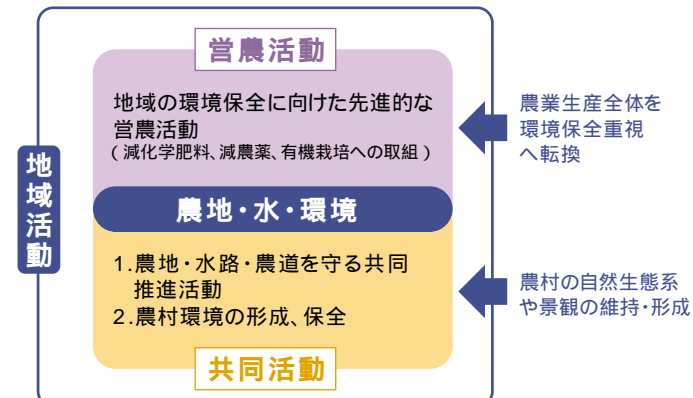 営農活動
地域の環境保全に向けた先進的な
営農活動
(減化学肥料、減農薬、有機栽培への取組)
農業生産全体を
環境保全重視
へ転換
地域活動
農地・水・環境
1.農地・水路・農道を守る共同
推進活動
2.農村環境の形成、保全
農村の自然生態系
や景観の維持・形成
共同活動